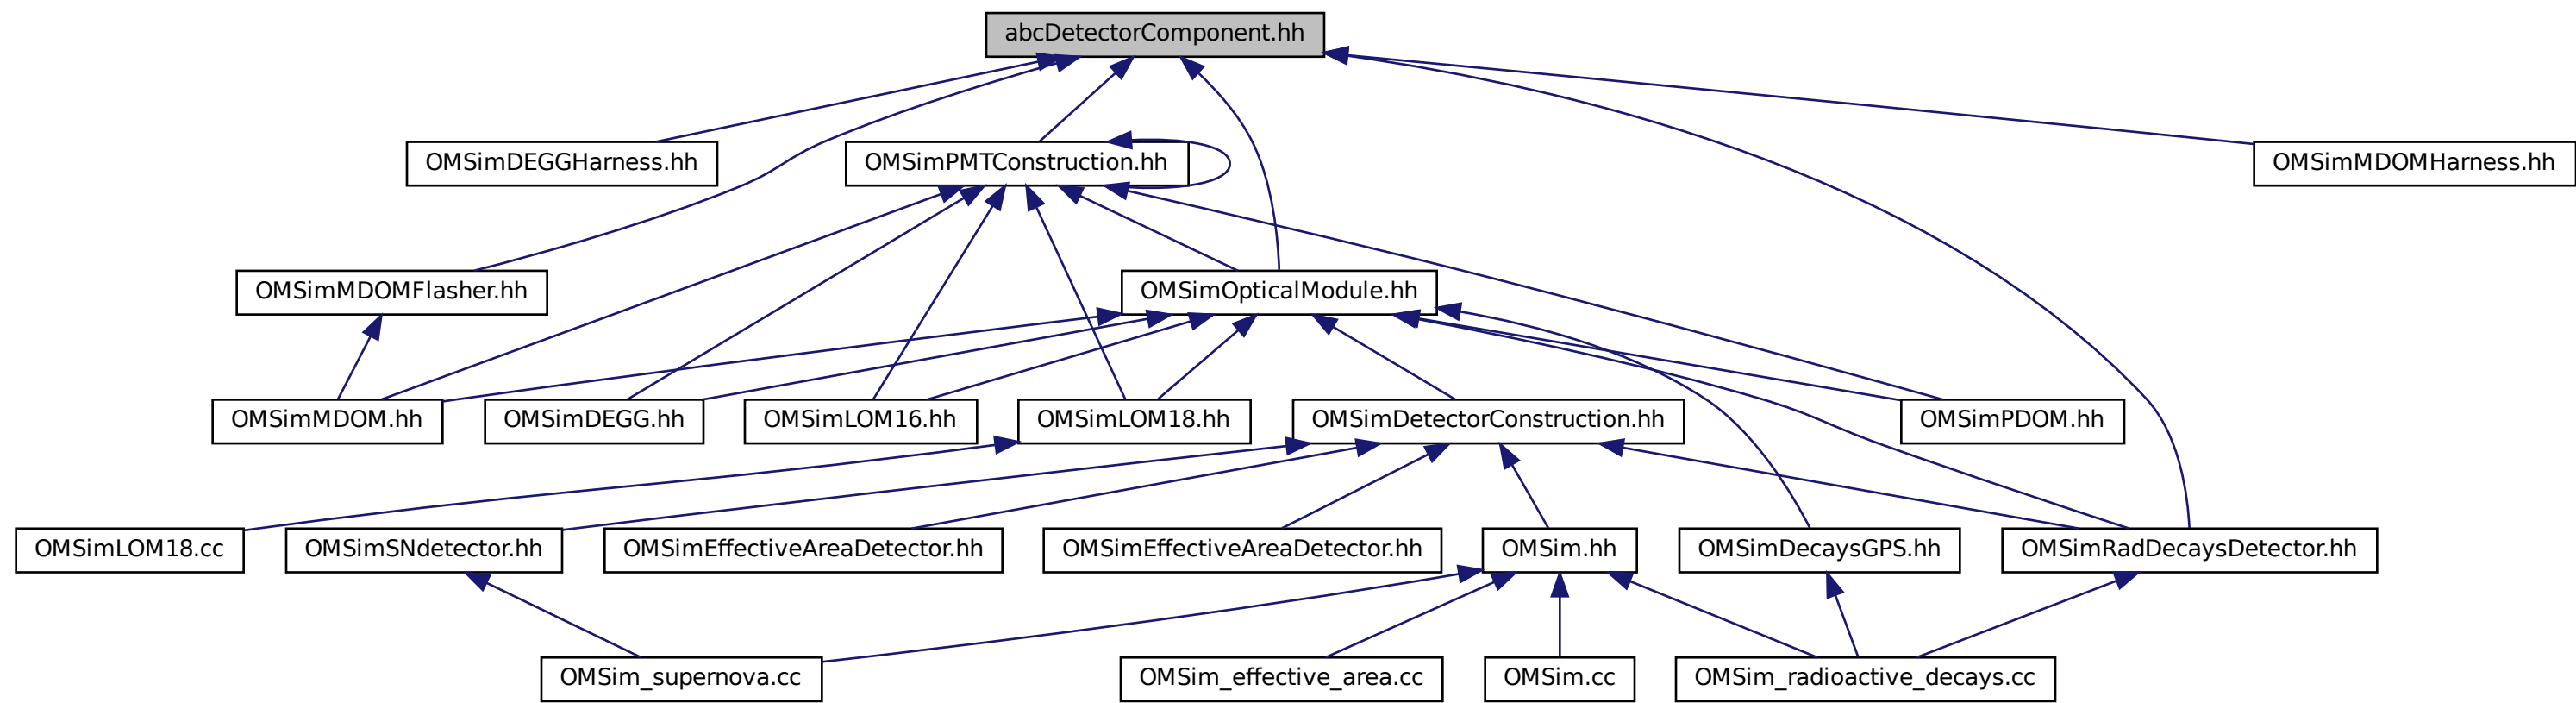 abcDetectorComponent.hh
OMSimDEGGHarness.hh
OMSimPMTConstruction.hh
OMSimMDOMHarness.hh
OMSimMDOMFlasher.hh
OMSimOpticalModule.hh
OMSimMDOM.hh
OMSimDEGG.hh
OMSimLOM16.hh
OMSimLOM18.hh
OMSimDetectorConstruction.hh
OMSimPDOM.hh
OMSimLOM18.cc
OMSimSNdetector.hh
OMSimEffectiveAreaDetector.hh
OMSimEffectiveAreaDetector.hh
OMSim.hh
OMSimDecaysGPS.hh
OMSimRadDecaysDetector.hh
OMSim_supernova.cc
OMSim_effective_area.cc
OMSim.cc
OMSim_radioactive_decays.cc